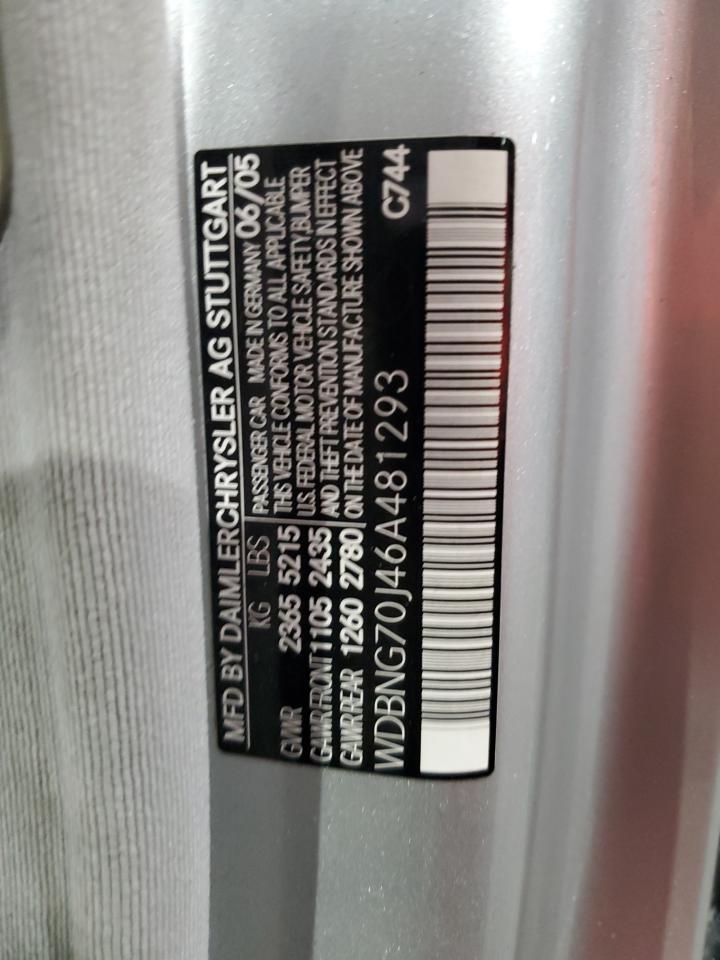 MFD BY DAIMLERCHRYSLER AG STUTTGART
KG LBS
GVWR 2365 5215
GAWR FRONT 1105 2435
GAWR REAR 1260 2780
PASSENGER CAR MADE IN GERMANY 06/05
THIS VEHICLE CONFORMS TO ALL APPLICABLE
U.S. FEDERAL MOTOR VEHICLE SAFETY,BUMPER
AND THEFT PREVENTION STANDARDS IN EFFECT
ON THE DATE OF MANUFACTURE SHOWN ABOVE
WDBNG70J46A481293 C744